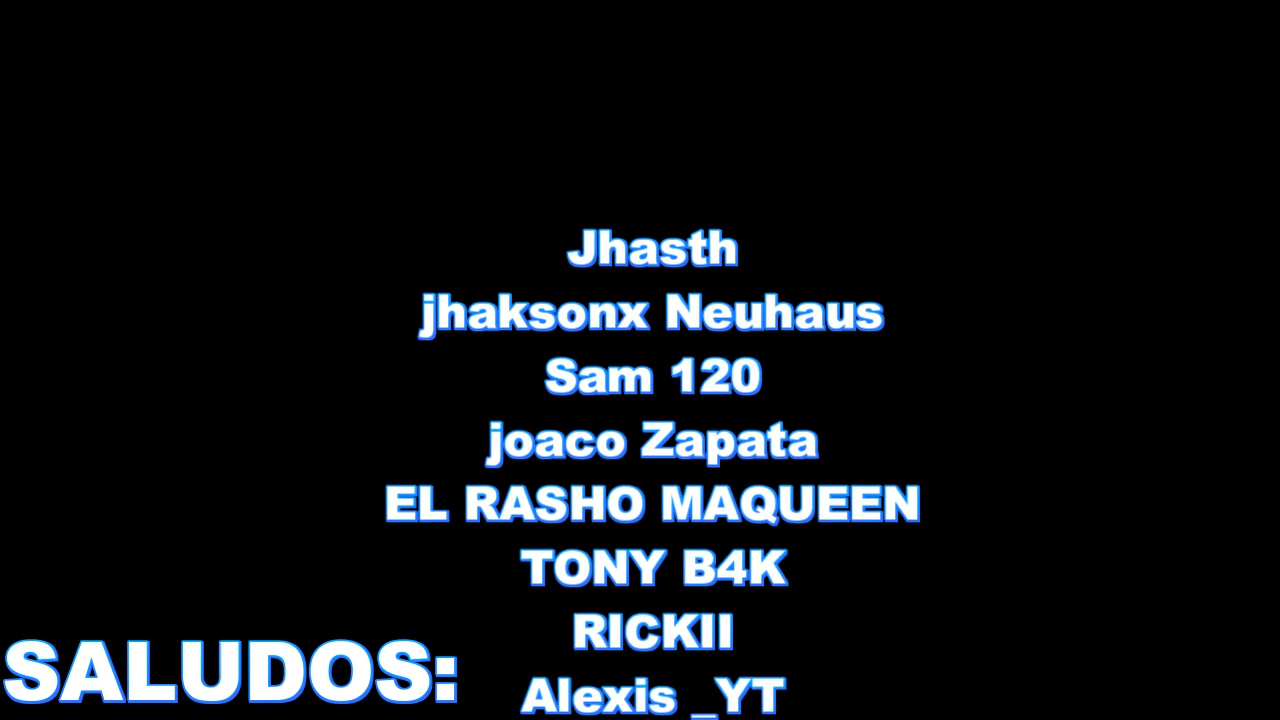 Jhasth
jhaksonx Neuhaus
Sam 120
joaco Zapata
EL RASHO MAQUEEN
TONY B4K
RICKII
SALUDOS:
Alexis _YT